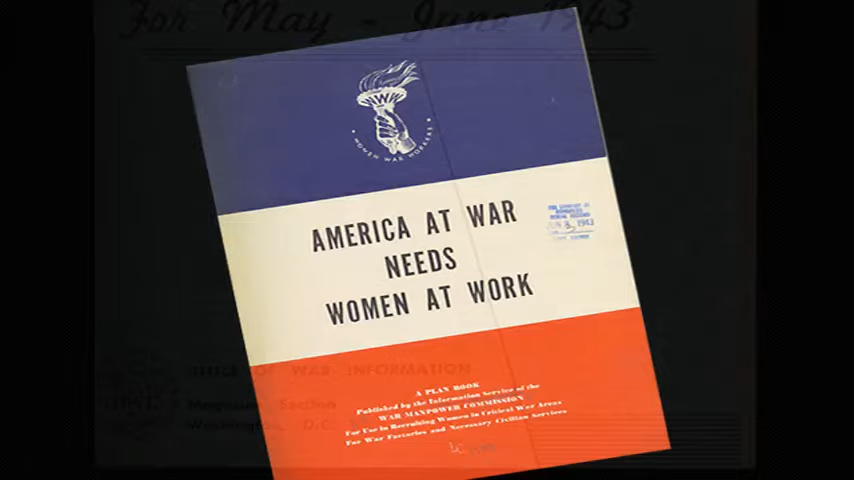 For May - June 1943
WWW
WOMEN WAR WORKERS
AMERICA AT WAR
NEEDS
WOMEN AT WORK
1943
A PLAN BOOK
Published by the Information Service of the
WAR MANPOWER COMMISSION
For Use in Recruiting Women in Critical War Areas
For War Factories and Necessary Civilian Services
OFFICE OF WAR INFORMATION
Magazine Section
Washington, D.C.